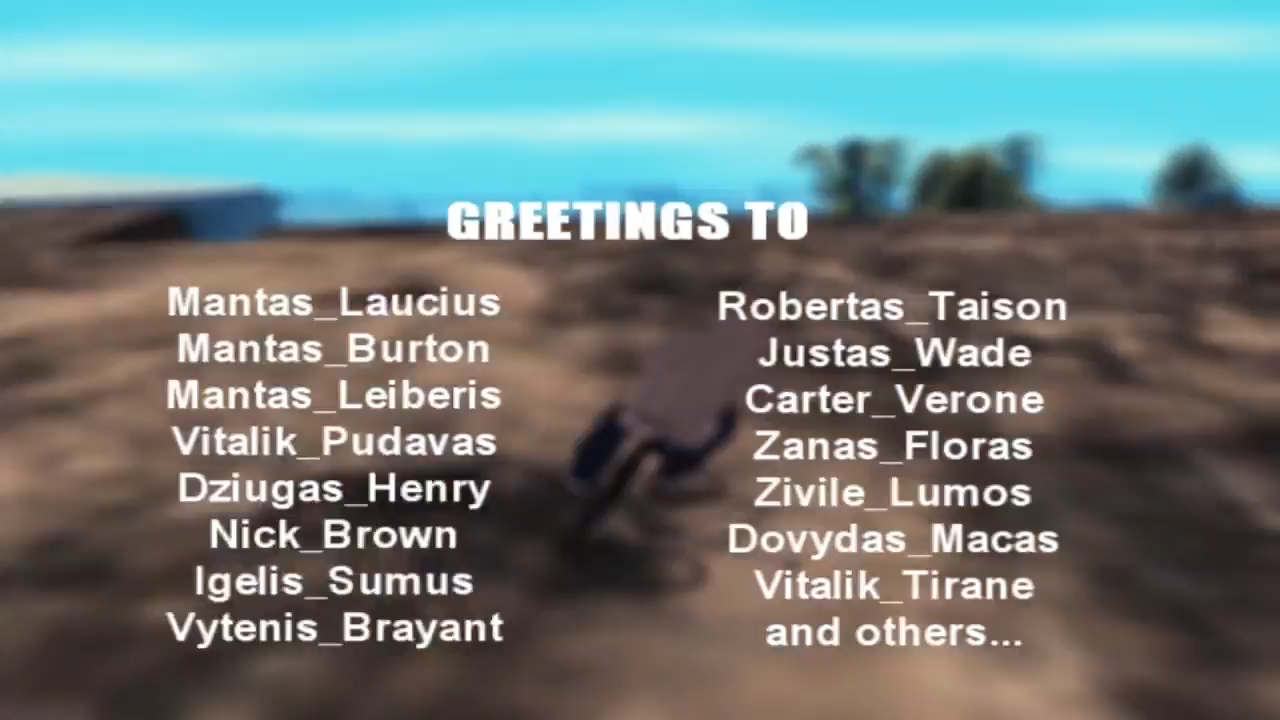 GREETINGS TO
Mantas_Laucius
Mantas_Burton
Mantas_Leiberis
Vitalik_Pudavas
Dziugas_Henry
Nick_Brown
Igelis_Sumus
Vytenis_Brayant
Robertas_Taison
Justas_Wade
Carter_Verone
Zanas_Floras
Zivile_Lumos
Dovydas_Macas
Vitalik_Tirane
and others...